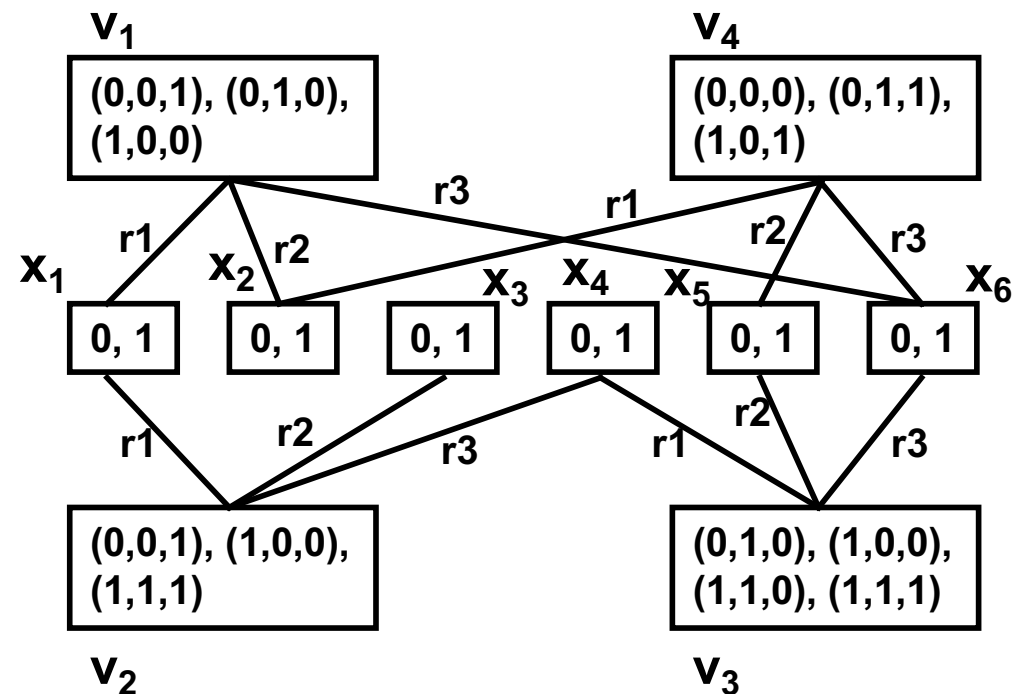 v1 v4
(0,0,1), (0,1,0), (0,0,0), (0,1,1),
(1,0,0) (1,0,1)
r3 r1
r1 r2 r2 r3
x1 x2 x3 x4 x5 x6
0, 1 0, 1 0, 1 0, 1 0, 1 0, 1
r1 r2 r3 r1 r2 r3
(0,0,1), (1,0,0), (0,1,0), (1,0,0),
(1,1,1) (1,1,0), (1,1,1)
v2 v3